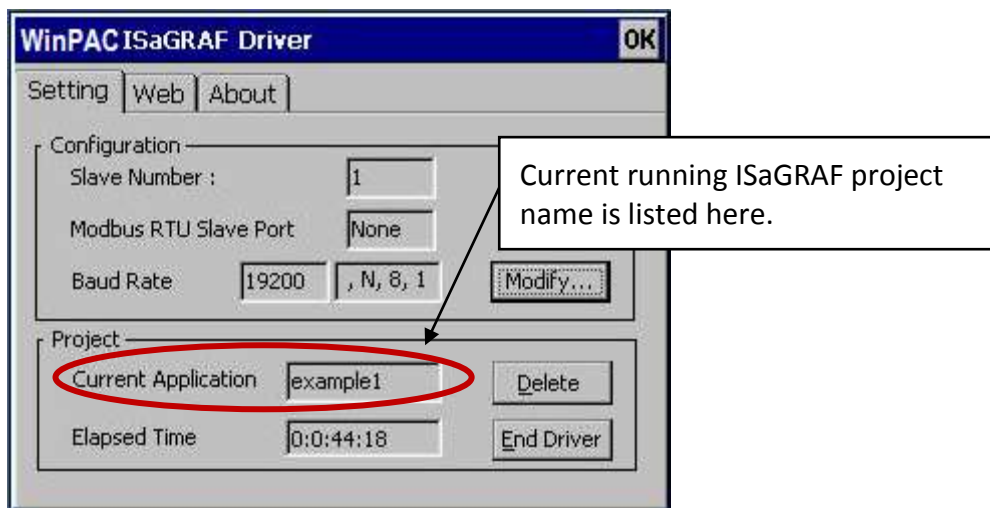 WinPAC ISaGRAF Driver OK
Setting Web About
Configuration
Slave Number : 1
Modbus RTU Slave Port None
Baud Rate 19200 , N, 8, 1 Modify...
Current running ISaGRAF project
name is listed here.
Project
Current Application example1 Delete
Elapsed Time 0:0:44:18 End Driver